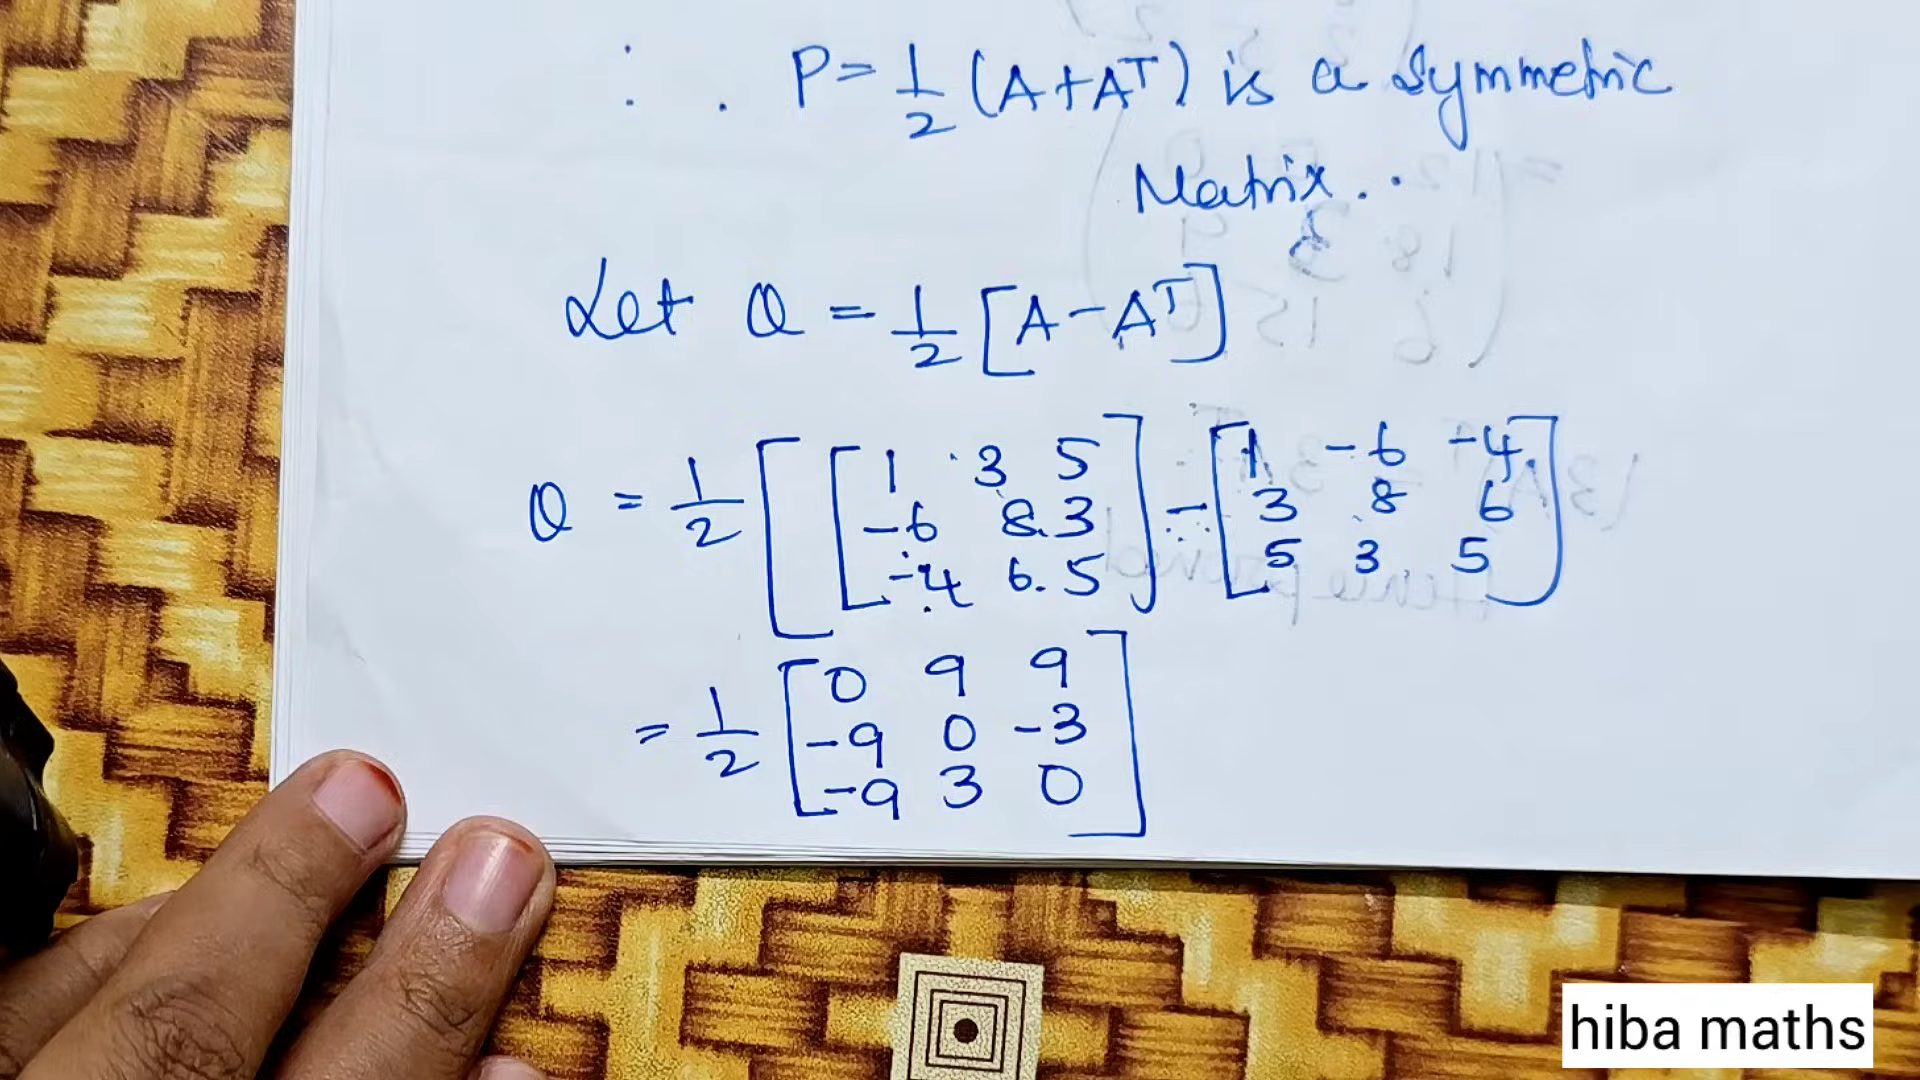 ∴ P = 1/2 (A+Aᵀ) is a symmetric
Matrix..
Let Q = 1/2 [A - Aᵀ]
Q = 1/2 [ [1 3 5] - [1 -6 -4]
-6 8 3 3 8 6
-4 6 5 5 3 5
= 1/2 [0 9 9]
-9 0 -3
-9 3 0
hiba maths